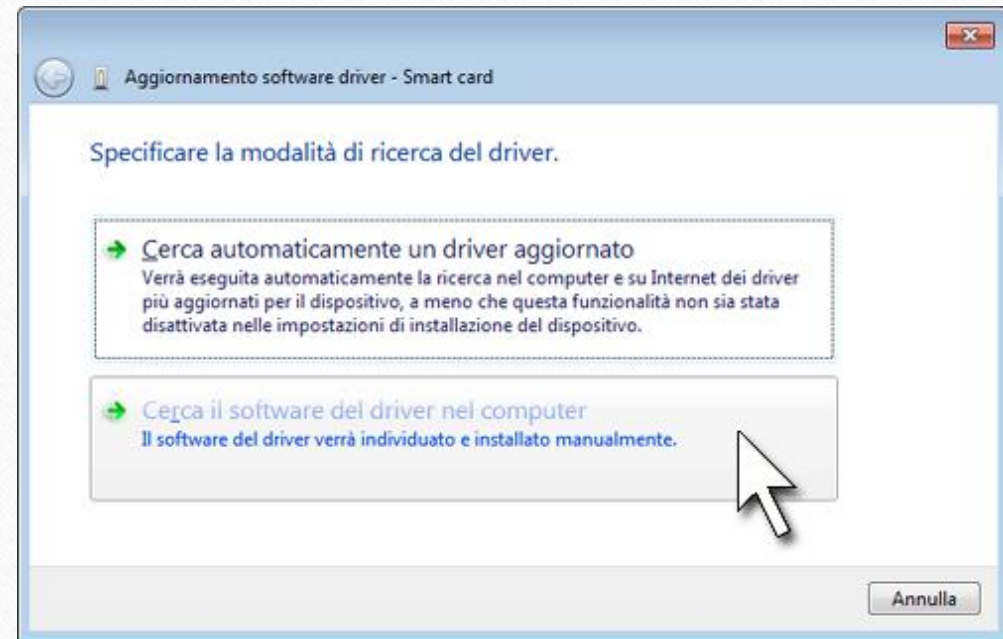 Aggiornamento software driver - Smart card
Specificare la modalità di ricerca del driver.
Cerca automaticamente un driver aggiornato
Verrà eseguita automaticamente la ricerca nel computer e su Internet dei driver
più aggiornati per il dispositivo, a meno che questa funzionalità non sia stata
disattivata nelle impostazioni di installazione del dispositivo.
Cerca il software del driver nel computer
Il software del driver verrà individuato e installato manualmente.
Annulla